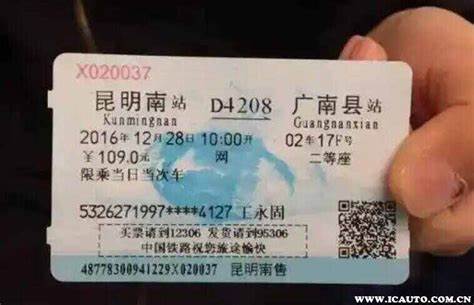 X020037
昆明南站 D4208 广南县站
Kunmingnan Guangnanxian
2016年12月28日10:00开 02车17F号
￥109.0元 网 二等座
限乘当日当次车
5326271997****4127 王永固
买票请到12306 发货请到95306
中国铁路祝您旅途愉快
48778300941229X020037 昆明南售
WWW.ICAUTO.COM.CN